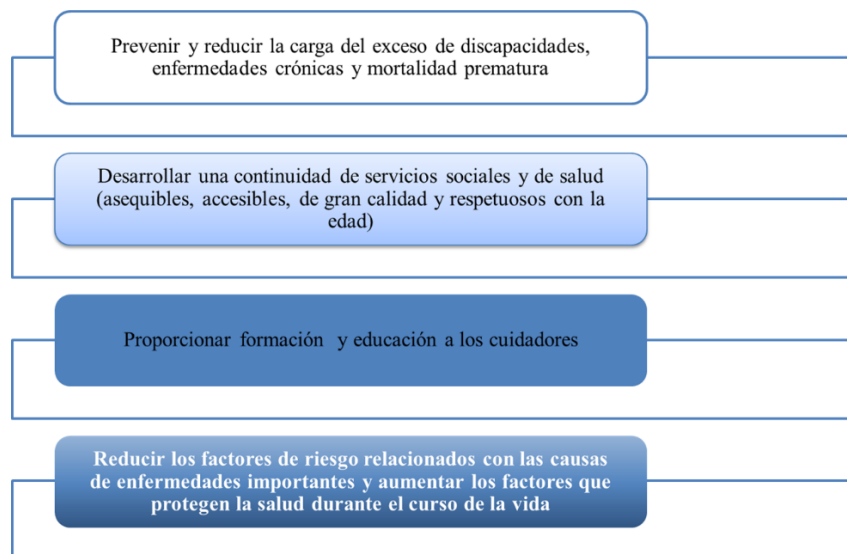 Prevenir y reducir la carga del exceso de discapacidades,
enfermedades crónicas y mortalidad prematura
Desarrollar una continuidad de servicios sociales y de salud
(asequibles, accesibles, de gran calidad y respetuosos con la
edad)
Proporcionar formación y educación a los cuidadores
Reducir los factores de riesgo relacionados con las causas
de enfermedades importantes y aumentar los factores que
protegen la salud durante el curso de la vida